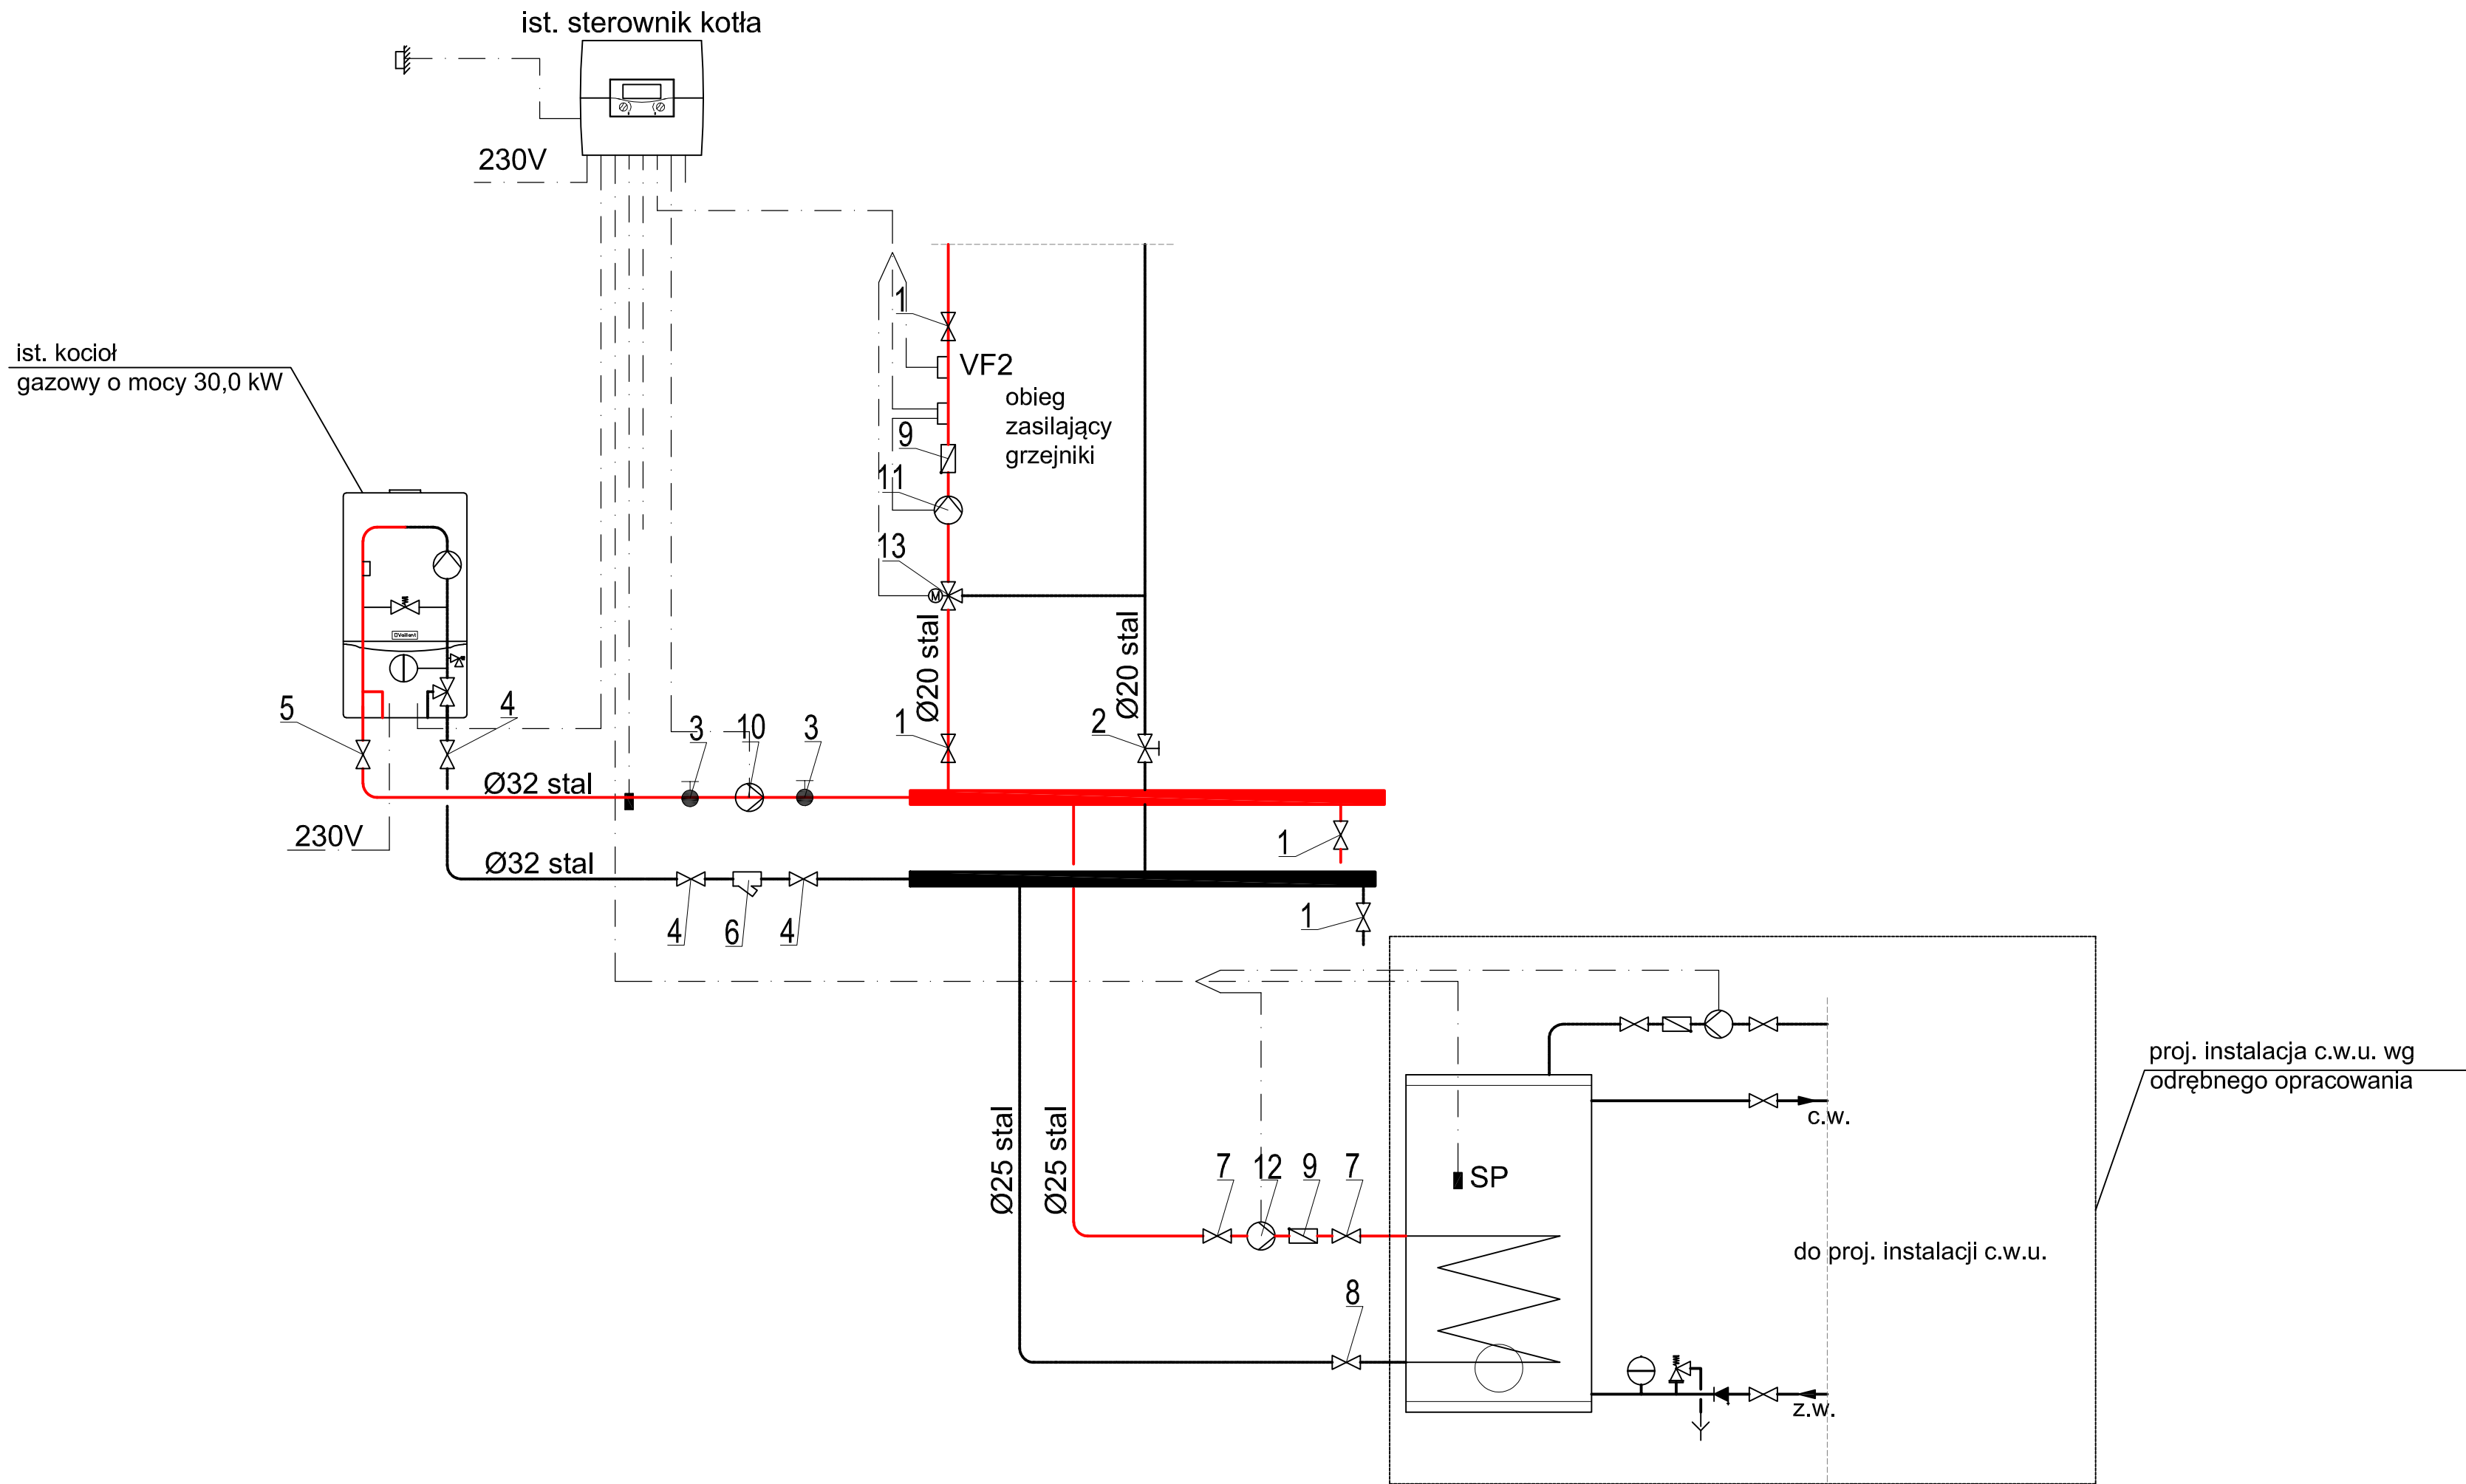 ist. sterownik kotła
230V
1
ist. kocioł
gazowy o mocy 30,0 kW
VF2
obieg
zasilający
grzejniki
9
11
13
M
Vaillant
Ø20 stal
Ø20 stal
5
4
3
10
3
1
2
Ø32 stal
230V
1
Ø32 stal
4
6
4
1
proj. instalacja c.w.u. wg
odrębnego opracowania
c.w.
Ø25 stal
Ø25 stal
7
12
9
7
SP
do proj. instalacji c.w.u.
8
z.w.